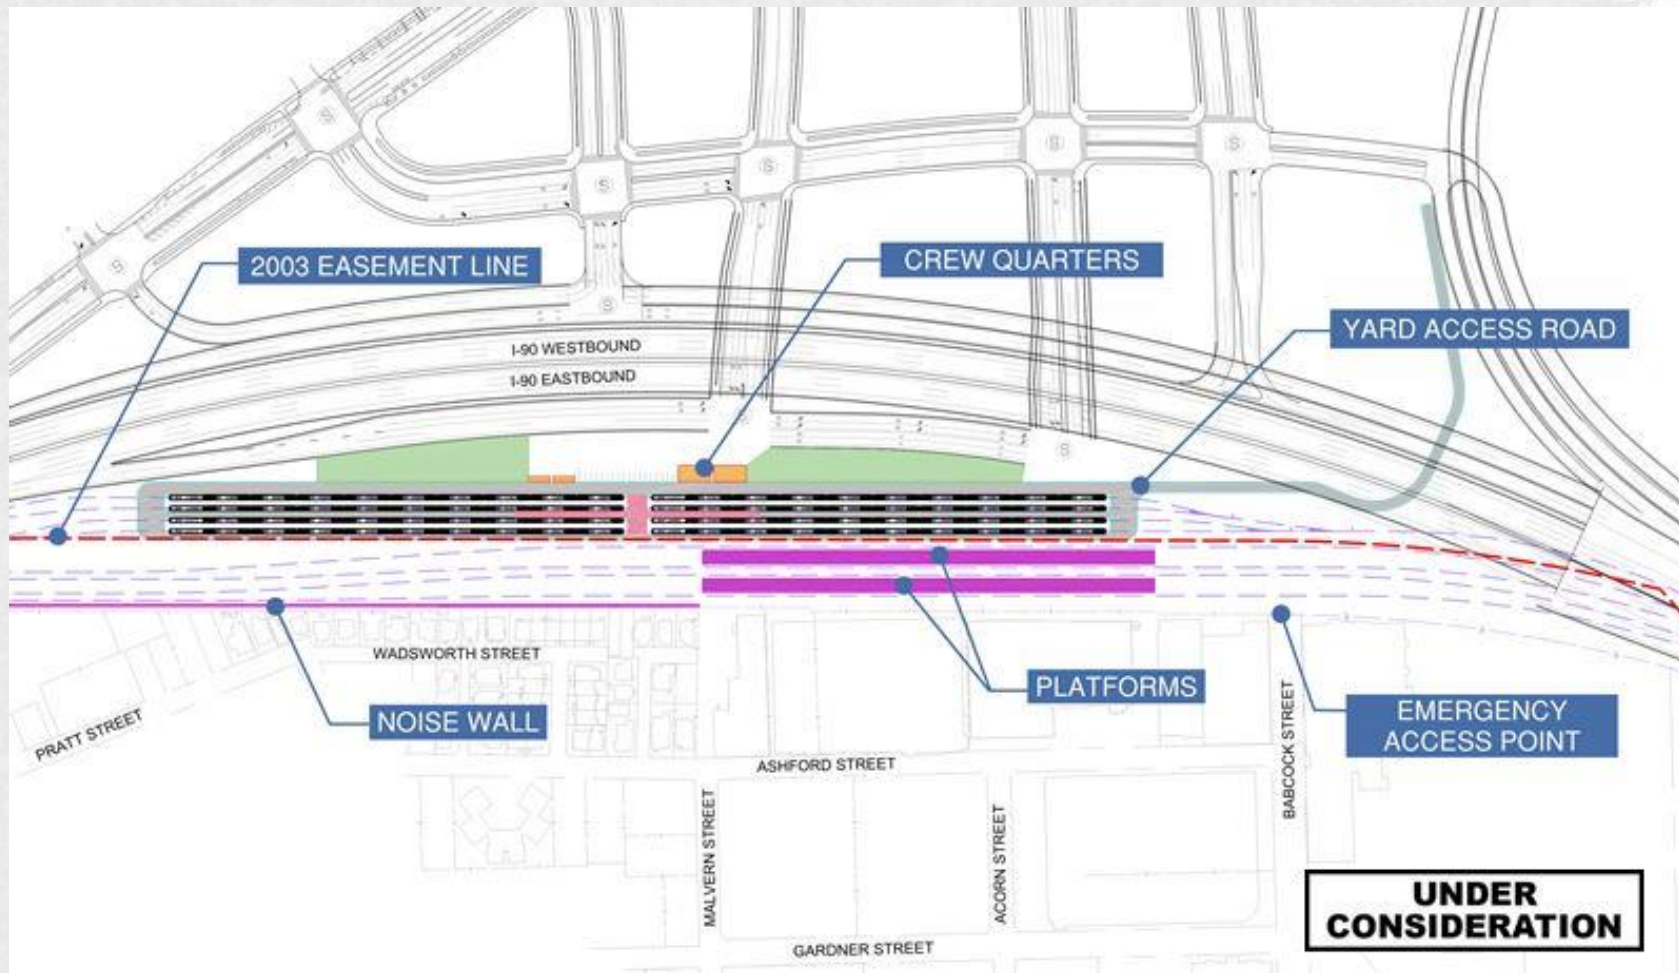 S
S
S
S
S
S
2003 EASEMENT LINE
CREW QUARTERS
S
YARD ACCESS ROAD
I-90 WESTBOUND
I-90 EASTBOUND
S
WADSWORTH STREET
PLATFORMS
NOISE WALL
EMERGENCY
ACCESS POINT
PRATT STREET
ASHFORD STREET
MALVERN STREET
ACORN STREET
BABCOCK STREET
GARDNER STREET
UNDER
CONSIDERATION